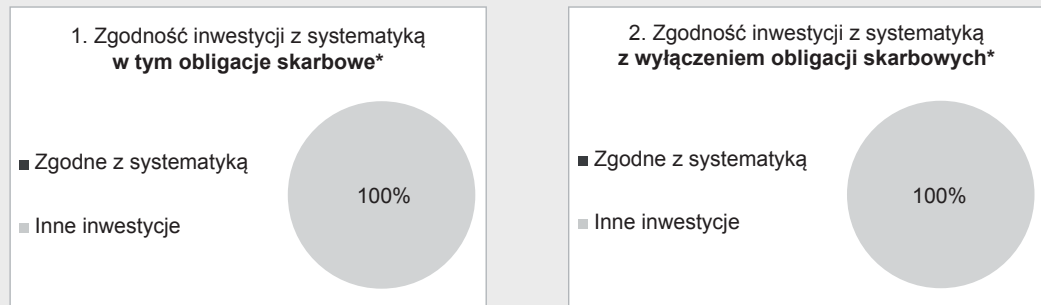 1. Zgodność inwestycji z systematyką
w tym obligacje skarbowe*
Zgodne z systematyką
Inne inwestycje
100%
2. Zgodność inwestycji z systematyką
z wyłączeniem obligacji skarbowych*
Zgodne z systematyką
Inne inwestycje
100%